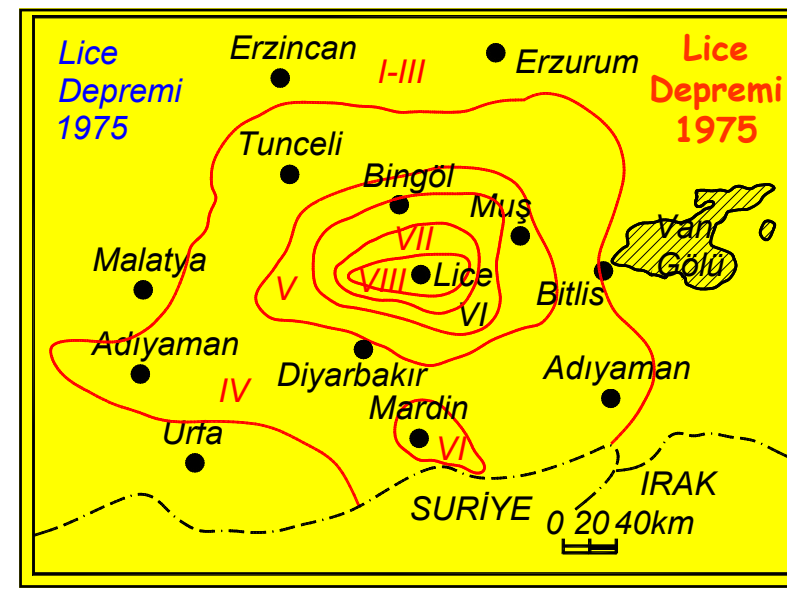 Lice
Depremi
1975
Erzincan
I-III
Erzurum
Lice
Depremi
1975
Tunceli
Bingöl
Muş
Van
Gölü
VII
Malatya
V
VIII
Lice
VI
Bitlis
Adıyaman
Diyarbakır
Adıyaman
IV
Mardin
Urfa
VI
SURİYE
IRAK
0 20 40km